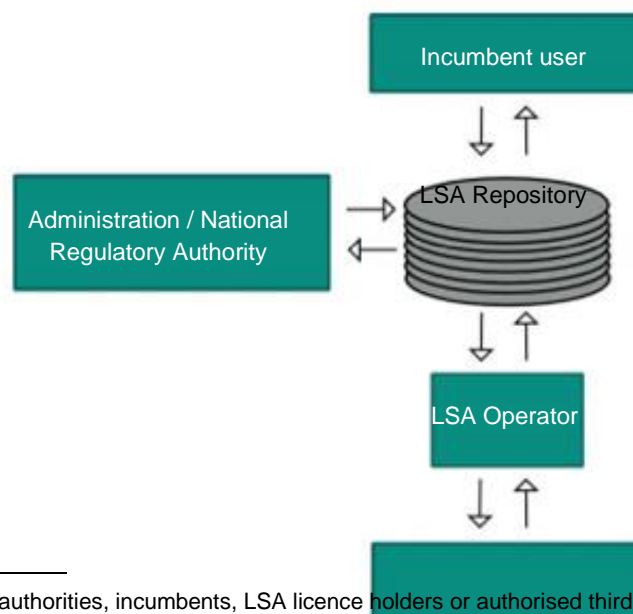 Incumbent user
LSA Repository
Administration / National
Regulatory Authority
LSA Operator
authorities, incumbents, LSA licence holders or authorised third